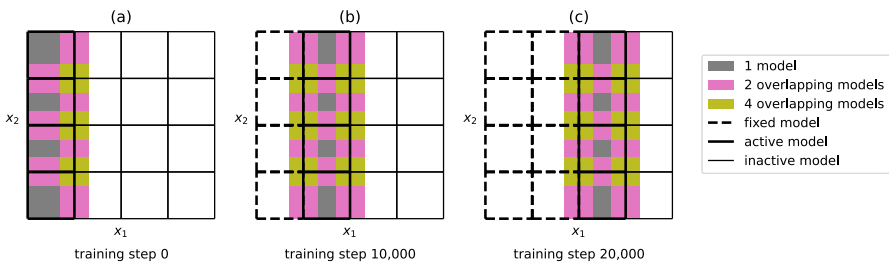 (a)
(b)
(c)
x₂
x₂
x₂
x₁
x₁
x₁
training step 0
training step 10,000
training step 20,000
1 model
2 overlapping models
4 overlapping models
fixed model
active model
inactive model